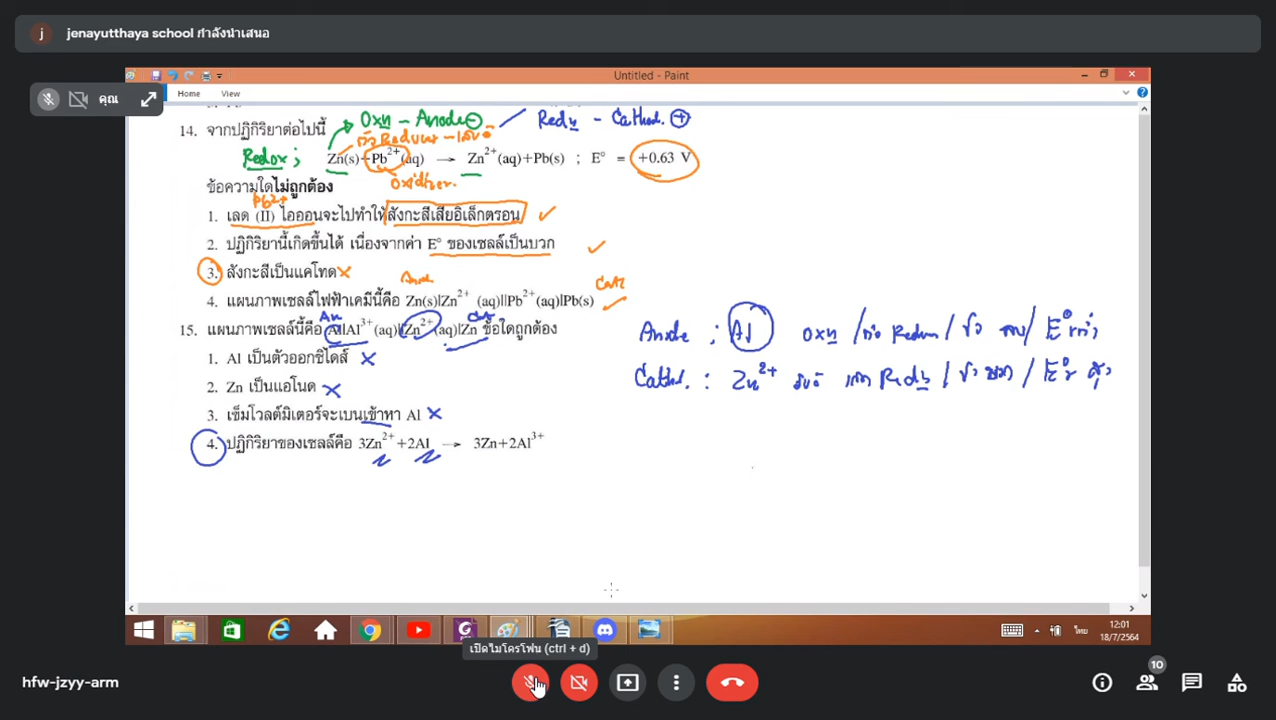 j jenayutthaya school กำลังนำเสนอ
Untitled - Paint
คุณ
Home View
Oxn - Anode ⊖ / Redn - Cathod. ⊕
14. จากปฏิกิริยาต่อไปนี้
Redox ;
Zn(s)+Pb²⁺(aq) → Zn²⁺(aq)+Pb(s) ; E° = +0.63 V
Oxidizer.
ข้อความใดไม่ถูกต้อง
Pb²⁺
1. เลด (II) ไอออนจะไปทำให้สังกะสีเสียอิเล็กตรอน ✓
2. ปฏิกิริยานี้เกิดขึ้นได้ เนื่องจากค่า E° ของเซลล์เป็นบวก ✓
3. สังกะสีเป็นแคโทด ×
4. แผนภาพเซลล์ไฟฟ้าเคมีนี้คือ Zn(s)|Zn²⁺ (aq)||Pb²⁺(aq)|Pb(s) ✓
An
15. แผนภาพเซลล์นี้คือ Al|Al³⁺(aq)||Zn²⁺(aq)|Zn ข้อใดถูกต้อง
Anode ; Al oxn /
1. Al เป็นตัวออกซิไดส์ ×
Cathod. : Zn²⁺
2. Zn เป็นแอโนด ×
3. เข็มโวลต์มิเตอร์จะเบนเข้าหา Al ×
4. ปฏิกิริยาของเซลล์คือ 3Zn²⁺+2Al → 3Zn+2Al³⁺
ไทย
12:01
18/7/2564
เปิดไมโครโฟน (ctrl + d)
hfw-jzyy-arm
10